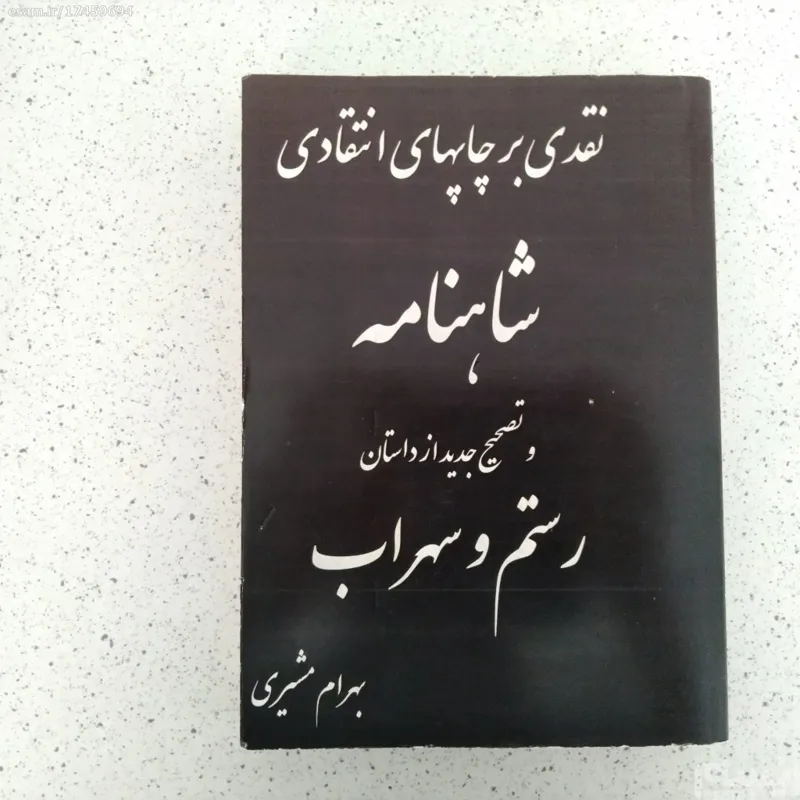 esam.ir/17459694
نقدی بر چاپهای انتقادی
شاهنامه
،
و تصحیح جدید از داستان
رستم و سهراب
بهرام مشیری